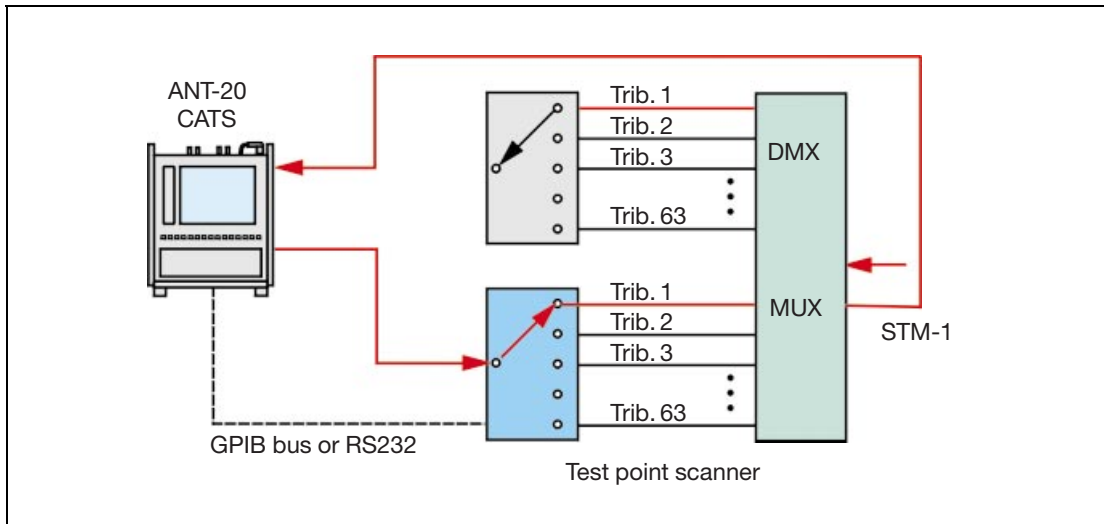 ANT-20
CATS
Trib. 1
Trib. 2
Trib. 3
Trib. 63
DMX
Trib. 1
Trib. 2
Trib. 3
Trib. 63
MUX
STM-1
GPIB bus or RS232
Test point scanner